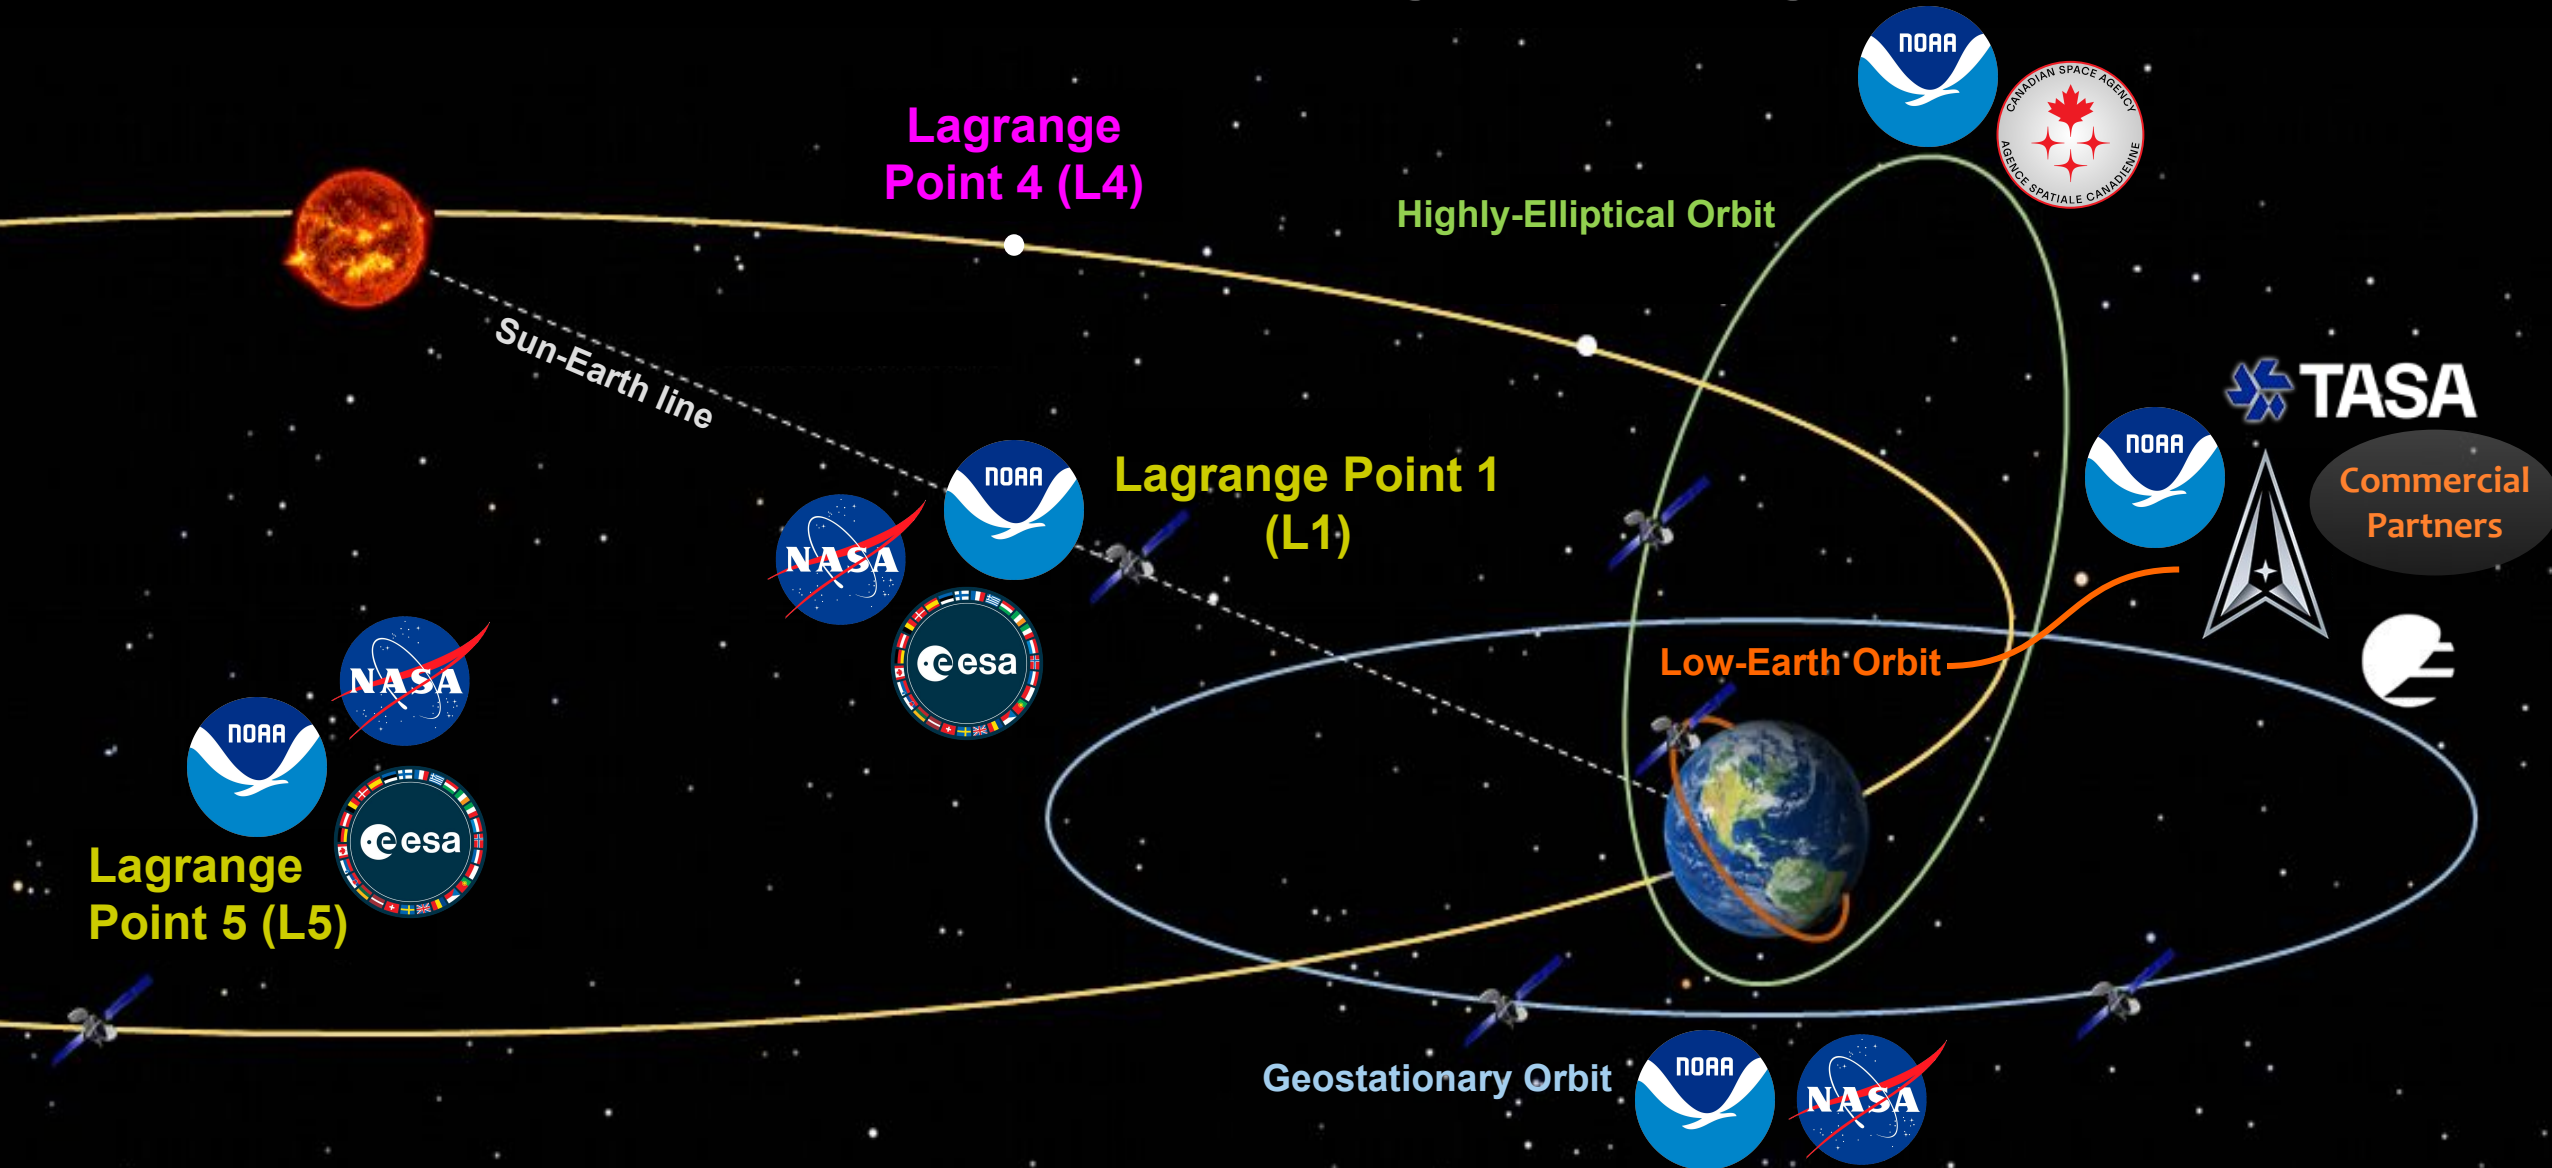 NOAA
CANADIAN SPACE AGENCY
AGENCE SPATIALE CANADIENNE
Lagrange
Point 4 (L4)
Highly-Elliptical Orbit
Sun-Earth line
TASA
NOAA
Commercial
Partners
NOAA
Lagrange Point 1
(L1)
NASA
esa
Low-Earth Orbit
NASA
NOAA
esa
Lagrange
Point 5 (L5)
Geostationary Orbit
NOAA
NASA